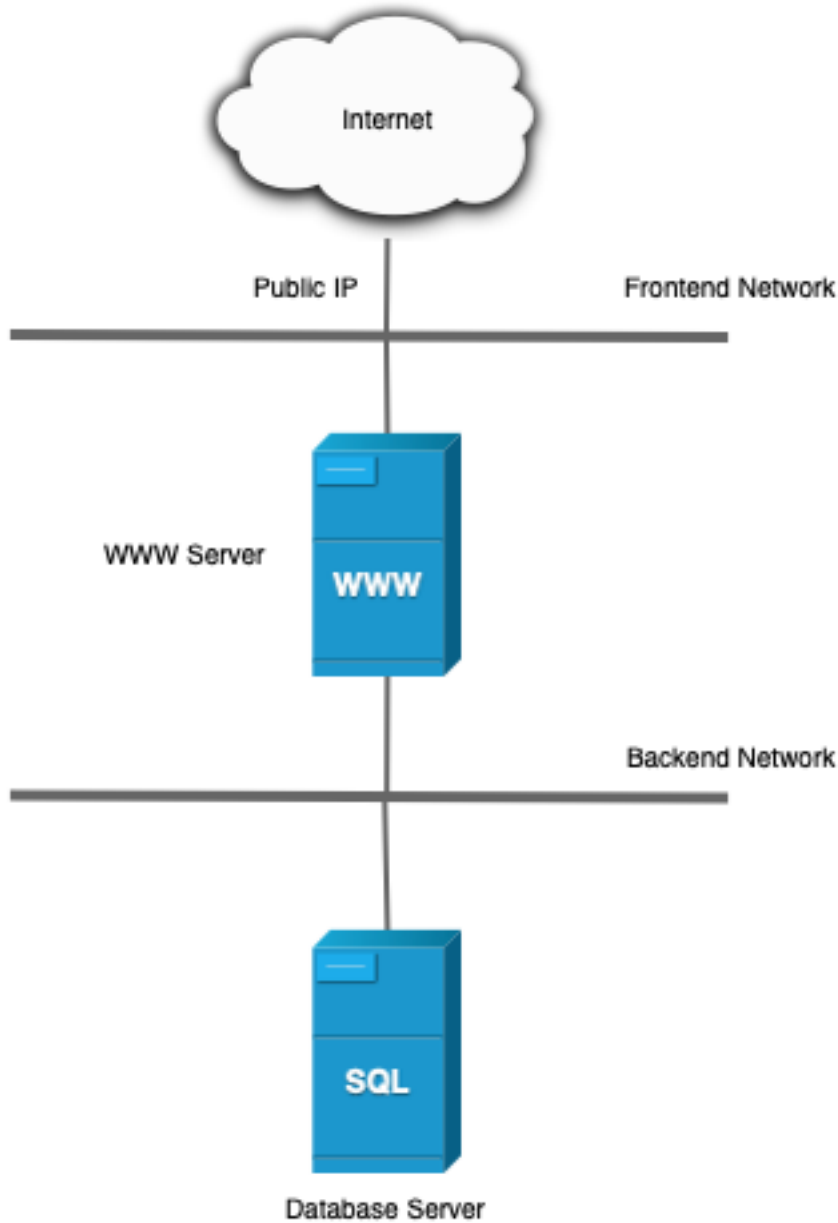 Internet
Public IP
Frontend Network
WWW Server
WWW
Backend Network
SQL
Database Server